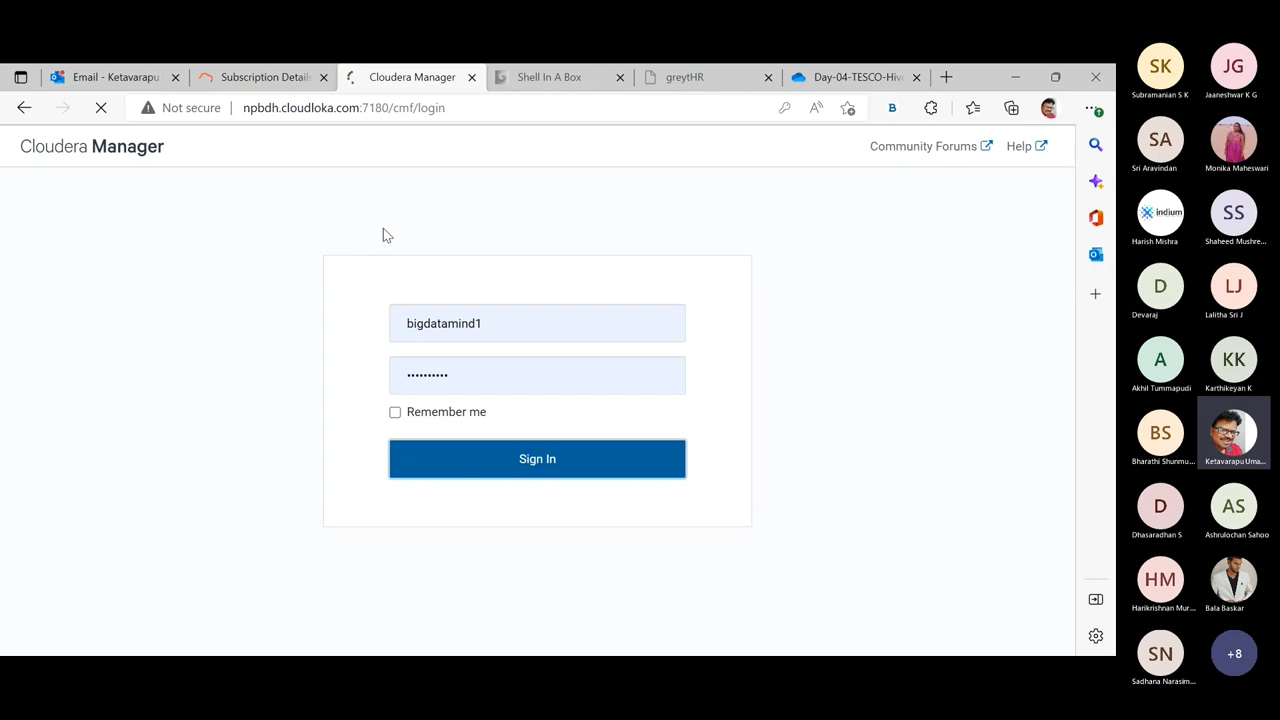 Email - Ketavarapu
Subscription Details
Cloudera Manager
Shell In A Box
greytHR
Day-04-TESCO-Hiv
Not secure
npbdh.cloudloka.com:7180/cmf/login
Cloudera Manager
Community Forums
Help
bigdatamind1
••••••••••
Remember me
Sign In
SK
JG
Subramanian S K
Jaaneshwar K G
SA
Sri Aravindan
Monika Maheswari
indium
SS
Harish Mishra
Shaheed Mushre...
D
LJ
Devaraj
Lalitha Sri J
A
KK
Akhil Tummapudi
Karthikeyan K
BS
Bharathi Shunmu...
Ketavarapu Uma...
D
AS
Dhasaradhan S
Ashrulochan Sahoo
HM
Harikrishnan Mur...
Bala Baskar
SN
+8
Sadhana Narasim...